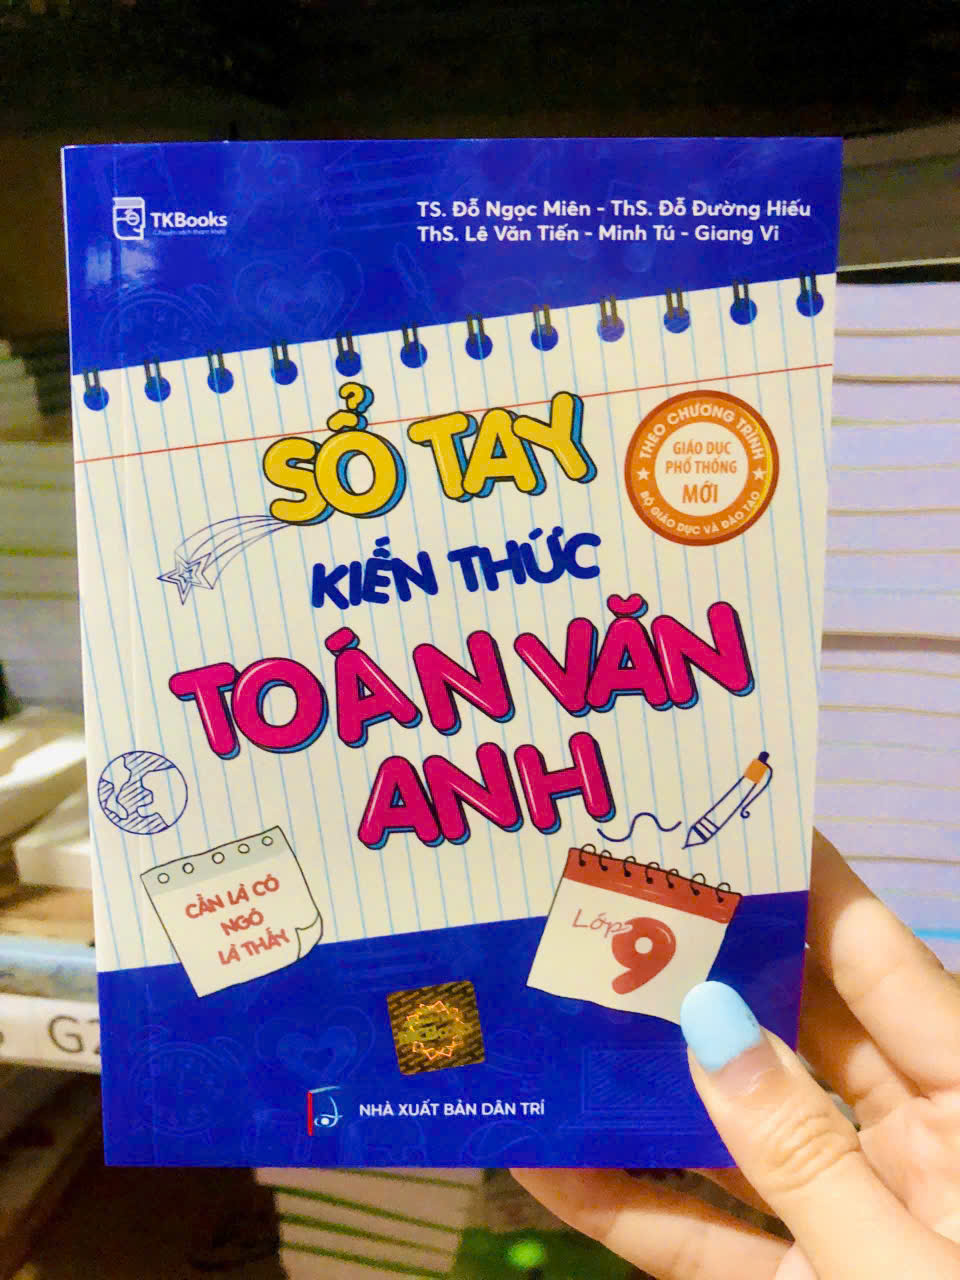 TKBooks
TS. Đỗ Ngọc Miên - ThS. Đỗ Đường Hiếu
ThS. Lê Văn Tiến - Minh Tú - Giang Vi
SỔ TAY
THEO CHƯƠNG TRÌNH
GIÁO DỤC
PHỔ THÔNG
MỚI
BỘ GIÁO DỤC VÀ ĐÀO TẠO
KIẾN THỨC
TOÁN VĂN
ANH
CẦN LÀ CÓ
NGÓ
LÀ THẤY
Lớp 9
NHÀ XUẤT BẢN DÂN TRÍ